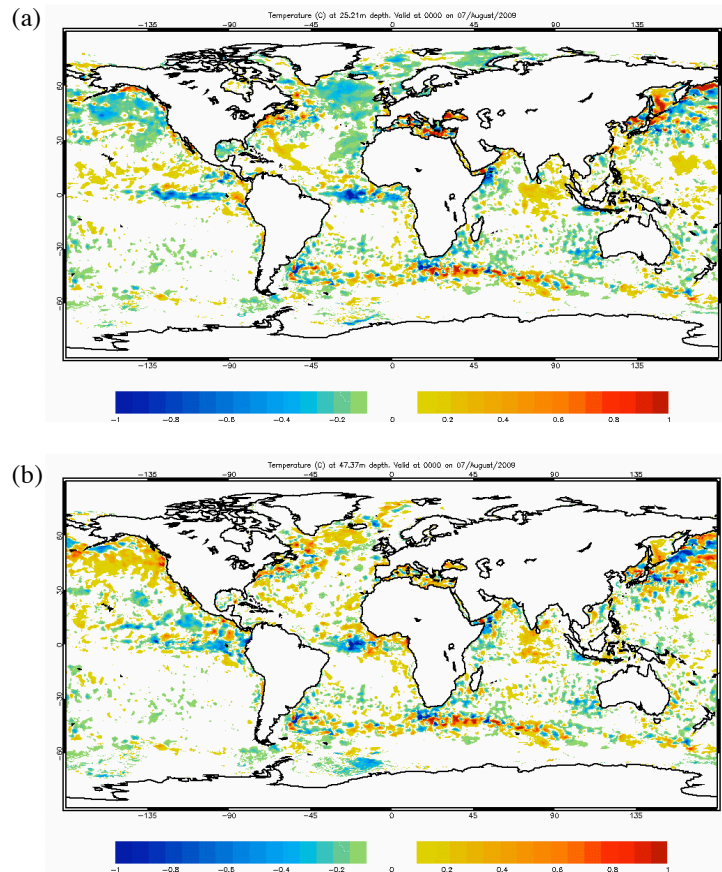 (a)
Temperature (C) at 25.21m depth. Valid at 0000 on 07/August/2009
−135 −90 −45 0 45 90 135
60
30
0
−30
−60
−135 −90 −45 0 45 90 135
−1 −0.8 −0.6 −0.4 −0.2 0 0.2 0.4 0.6 0.8 1
(b)
Temperature (C) at 47.37m depth. Valid at 0000 on 07/August/2009
−135 −90 −45 0 45 90 135
60
30
0
−30
−60
−135 −90 −45 0 45 90 135
−1 −0.8 −0.6 −0.4 −0.2 0 0.2 0.4 0.6 0.8 1